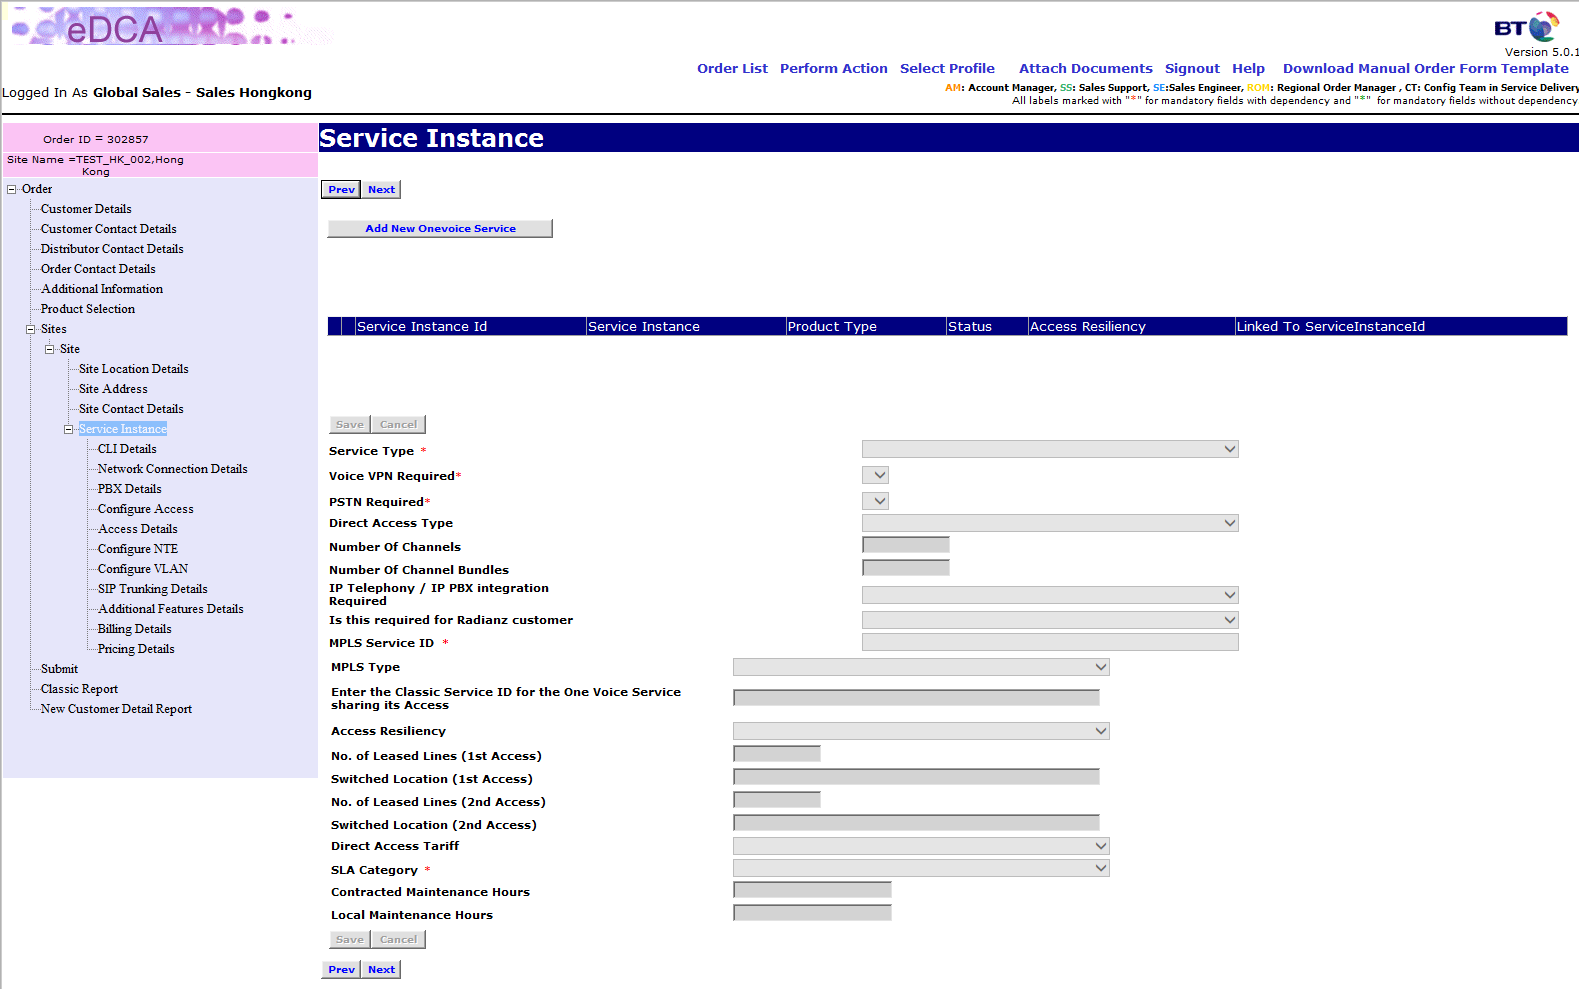 eDCA
BT
Version 5.0.1
Order List Perform Action Select Profile Attach Documents Signout Help Download Manual Order Form Template
Logged In As Global Sales - Sales Hongkong
AM: Account Manager, SS: Sales Support, SE:Sales Engineer, ROM: Regional Order Manager , CT: Config Team in Service Delivery
All labels marked with "*" for mandatory fields with dependency and "*" for mandatory fields without dependency
Order ID = 302857
Site Name =TEST_HK_002,Hong
Kong
Order
Customer Details
Customer Contact Details
Distributor Contact Details
Order Contact Details
Additional Information
Product Selection
Sites
Site
Site Location Details
Site Address
Site Contact Details
Service Instance
CLI Details
Network Connection Details
PBX Details
Configure Access
Access Details
Configure NTE
Configure VLAN
SIP Trunking Details
Additional Features Details
Billing Details
Pricing Details
Submit
Classic Report
New Customer Detail Report
Service Instance
Prev Next
Add New Onevoice Service
Service Instance Id Service Instance Product Type Status Access Resiliency Linked To ServiceInstanceId
Save Cancel
Service Type *
Voice VPN Required*
PSTN Required*
Direct Access Type
Number Of Channels
Number Of Channel Bundles
IP Telephony / IP PBX integration
Required
Is this required for Radianz customer
MPLS Service ID *
MPLS Type
Enter the Classic Service ID for the One Voice Service
sharing its Access
Access Resiliency
No. of Leased Lines (1st Access)
Switched Location (1st Access)
No. of Leased Lines (2nd Access)
Switched Location (2nd Access)
Direct Access Tariff
SLA Category *
Contracted Maintenance Hours
Local Maintenance Hours
Save Cancel
Prev Next